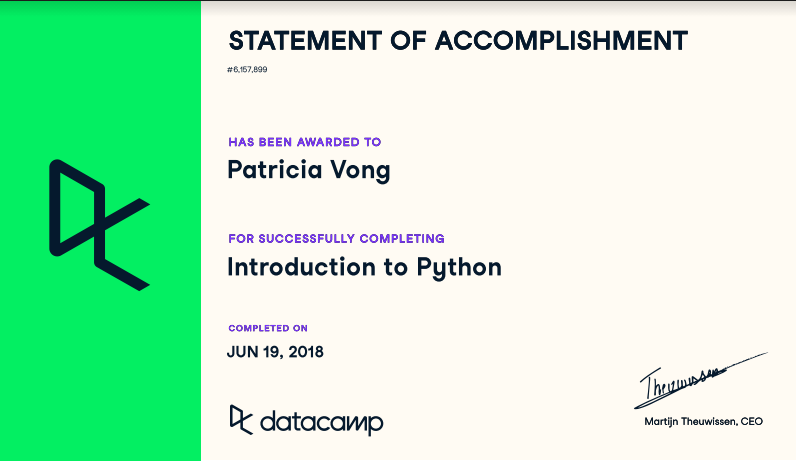 STATEMENT OF ACCOMPLISHMENT
#6,157,899
HAS BEEN AWARDED TO
Patricia Vong
FOR SUCCESSFULLY COMPLETING
Introduction to Python
COMPLETED ON
JUN 19, 2018
datacamp
Theuwissen
Martijn Theuwissen, CEO